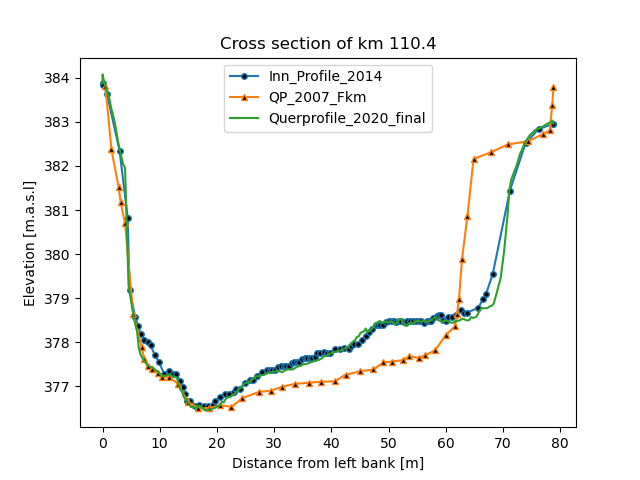 Cross section of km 110.4
Inn_Profile_2014
QP_2007_Fkm
Querprofile_2020_final
Elevation [m.a.s.l]
384
383
382
381
380
379
378
377
0 10 20 30 40 50 60 70 80
Distance from left bank [m]